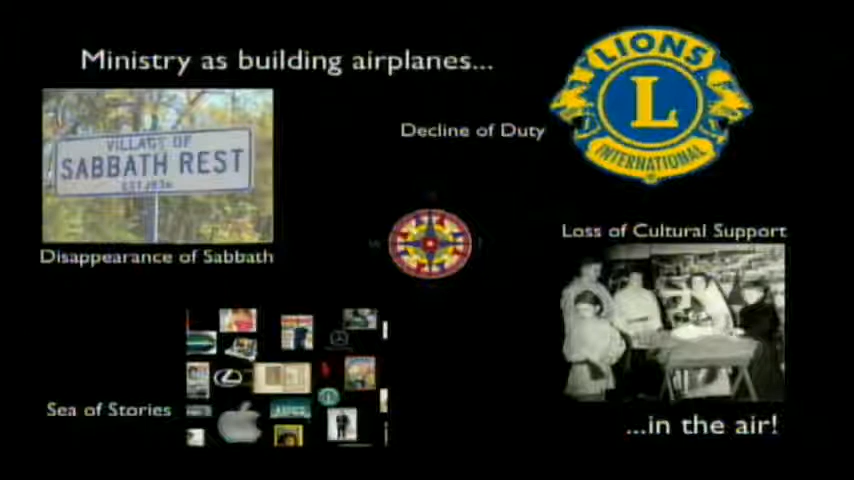 Ministry as building airplanes...
LIONS
L
INTERNATIONAL
Decline of Duty
VILLAGE OF
SABBATH REST
Disappearance of Sabbath
Loss of Cultural Support
Sea of Stories
...in the air!